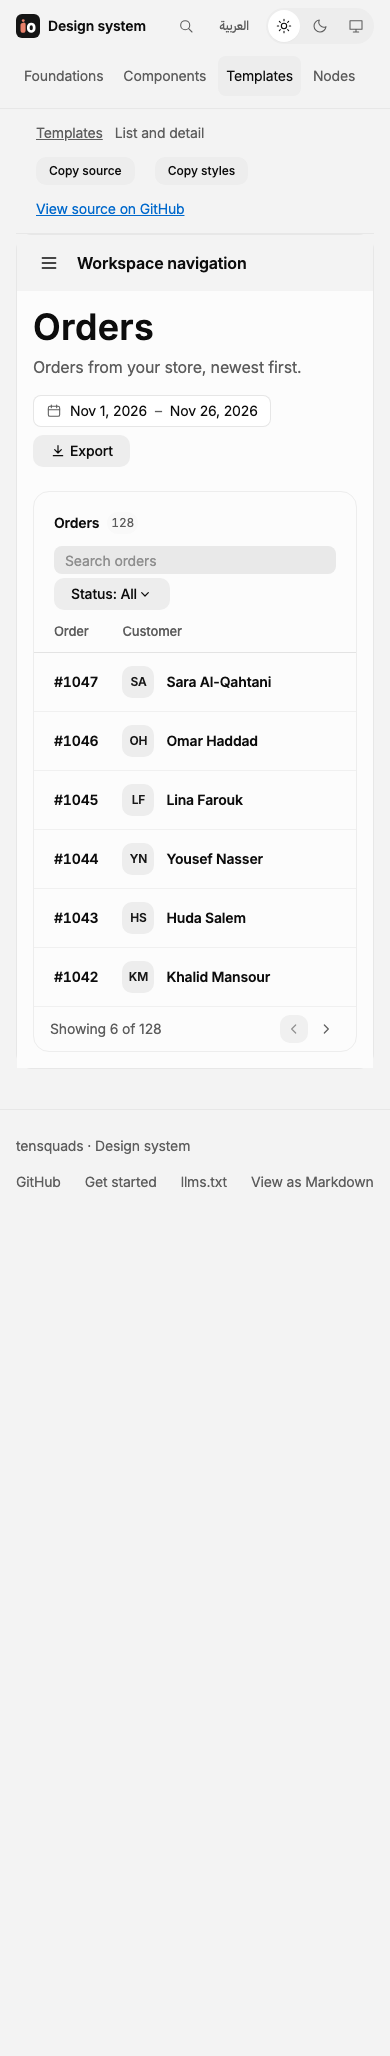 io Design system العربية
Foundations Components Templates Nodes
Templates List and detail
Copy source Copy styles
View source on GitHub
Workspace navigation
Orders
Orders from your store, newest first.
Nov 1, 2026 – Nov 26, 2026
Export
Orders 128
Search orders
Status: All
Order Customer
#1047 SA Sara Al-Qahtani
#1046 OH Omar Haddad
#1045 LF Lina Farouk
#1044 YN Yousef Nasser
#1043 HS Huda Salem
#1042 KM Khalid Mansour
Showing 6 of 128
tensquads · Design system
GitHub Get started llms.txt View as Markdown